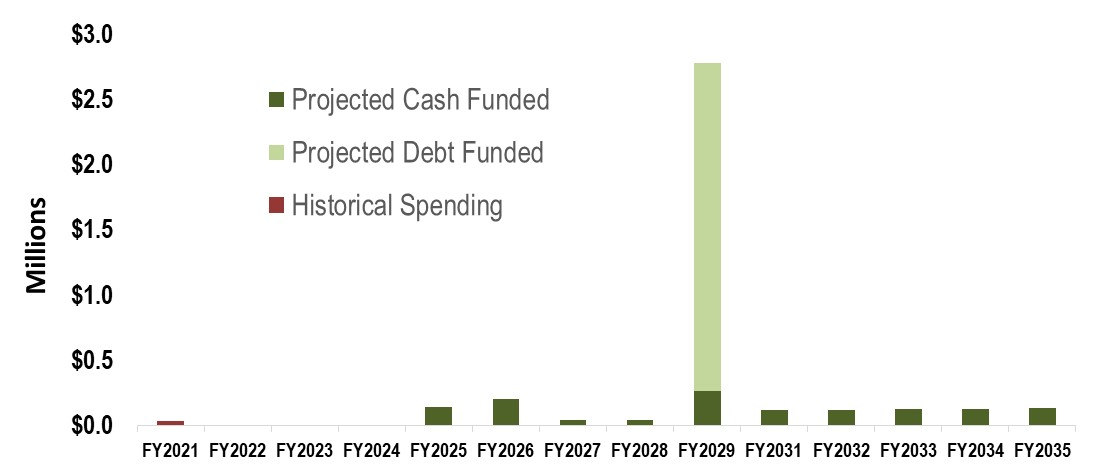 $3.0
$2.5
$2.0
$1.5
$1.0
$0.5
$0.0
Millions
Projected Cash Funded
Projected Debt Funded
Historical Spending
FY2021 FY2022 FY2023 FY2024 FY2025 FY2026 FY2027 FY2028 FY2029 FY2031 FY2032 FY2033 FY2034 FY2035